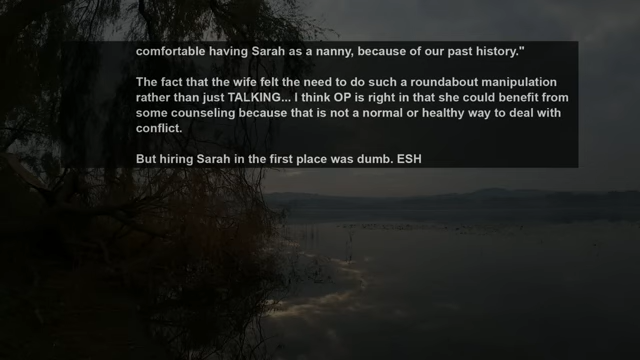 comfortable having Sarah as a nanny, because of our past history."
The fact that the wife felt the need to do such a roundabout manipulation
rather than just TALKING... I think OP is right in that she could benefit from
some counseling because that is not a normal or healthy way to deal with
conflict.
But hiring Sarah in the first place was dumb. ESH